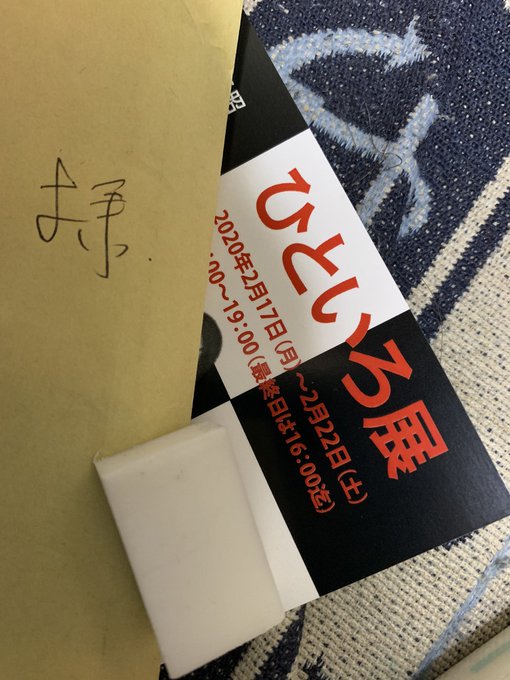 様
ひといろ展
2020年2月17日(月)〜2月22日(土)
:00〜19:00(最終日は16:00迄)